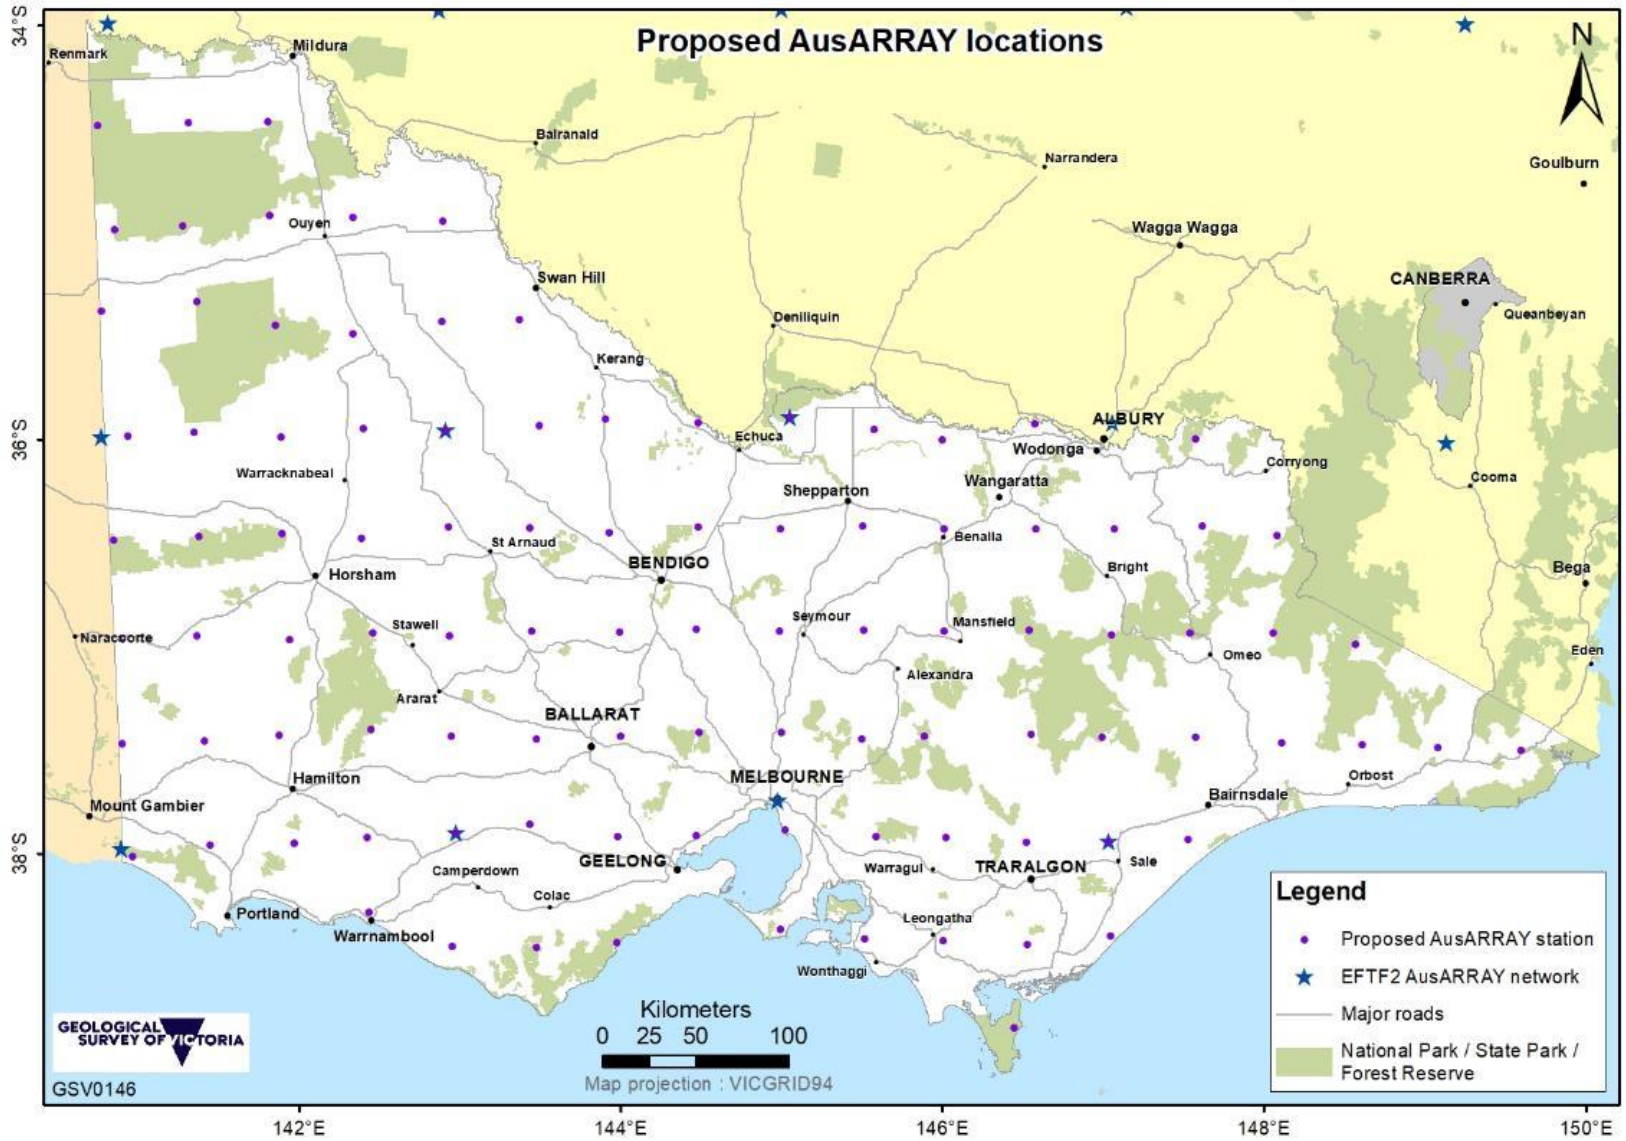 Proposed AusARRAY locations
34°S
36°S
38°S
N
Renmark
Mildura
Balranald
Narrandera
Goulburn
Ouyen
Wagga Wagga
Swan Hill
CANBERRA
Queanbeyan
Deniliquin
Kerang
ALBURY
Echuca
Wodonga
Corryong
Warracknabeal
Wangaratta
Cooma
Shepparton
St Arnaud
Benalla
BENDIGO
Horsham
Bright
Bega
Seymour
Mansfield
Stawell
Naracoorte
Eden
Omeo
Alexandra
Ararat
BALLARAT
MELBOURNE
Hamilton
Orbost
Bairnsdale
Mount Gambier
GEELONG
Sale
Warragul
TRARALGON
Camperdown
Colac
Portland
Leongatha
Warrnambool
Wonthaggi
Legend
Proposed AusARRAY station
EFTF2 AusARRAY network
Major roads
National Park / State Park /
Forest Reserve
Kilometers
0 25 50 100
Map projection : VICGRID94
GEOLOGICAL
SURVEY OF VICTORIA
GSV0146
142°E
144°E
146°E
148°E
150°E